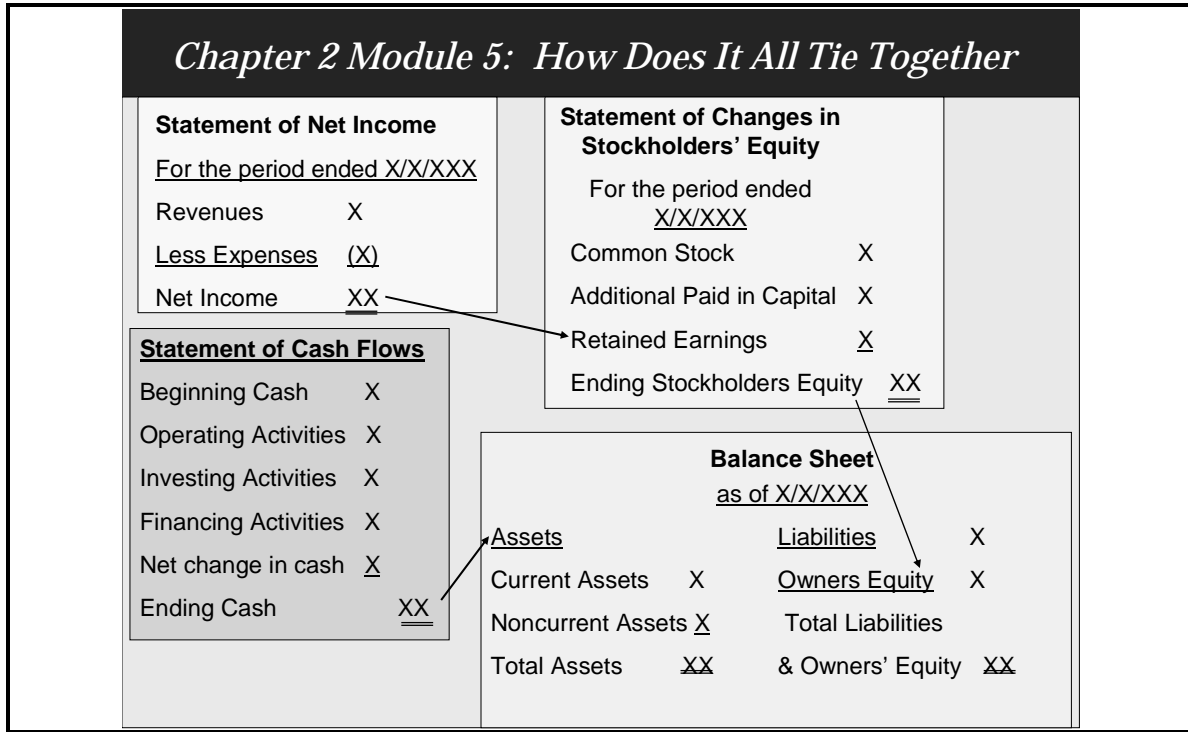 Chapter 2 Module 5: How Does It All Tie Together
Statement of Net Income
For the period ended X/X/XXX
Revenues X
Less Expenses (X)
Net Income XX
Statement of Changes in
Stockholders’ Equity
For the period ended
X/X/XXX
Common Stock X
Additional Paid in Capital X
Retained Earnings X
Ending Stockholders Equity XX
Statement of Cash Flows
Beginning Cash X
Operating Activities X
Investing Activities X
Financing Activities X
Net change in cash X
Ending Cash XX
Balance Sheet
as of X/X/XXX
Assets Liabilities X
Current Assets X Owners Equity X
Noncurrent Assets X Total Liabilities
Total Assets XX & Owners’ Equity XX